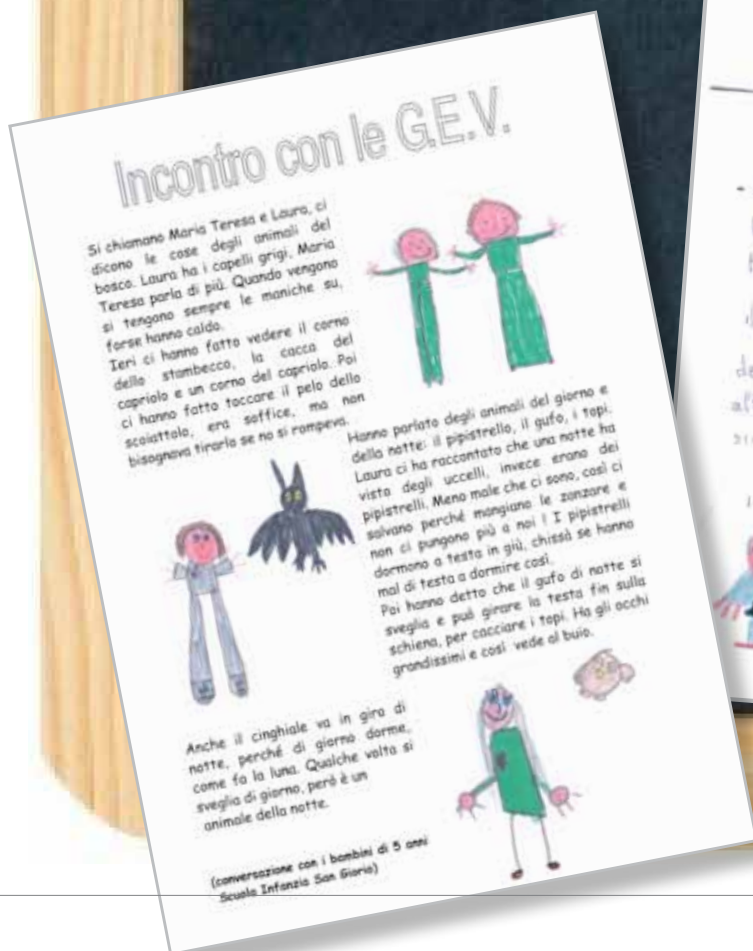 Incontro con le G.E.V.
Si chiamano Maria Teresa e Laura, ci
dicono le cose degli animali del
bosco. Laura ha i capelli grigi, Maria
Teresa parla di più. Quando vengono
si tengono sempre le maniche su,
forse hanno caldo.
Ieri ci hanno fatto vedere il corno
dello stambecco, la cacca del
capriolo e un corno del capriolo. Poi
ci hanno fatto toccare il pelo dello
scoiattolo, era soffice, ma non
bisognava tirarlo se no si rompeva.
Hanno parlato degli animali del giorno e
della notte: il pipistrello, il gufo, i topi.
Laura ci ha raccontato che una notte ha
visto degli uccelli, invece erano dei
pipistrelli. Meno male che ci sono, così ci
salvano perché mangiano le zanzare e
non ci pungono più a noi ! I pipistrelli
dormono a testa in giù, chissà se hanno
mal di testa a dormire così.
Poi hanno detto che il gufo di notte si
sveglia e può girare la testa fin sulla
schiena, per cacciare i topi. Ha gli occhi
grandissimi e così vede al buio.
Anche il cinghiale va in giro di
notte, perché di giorno dorme,
come fa la luna. Qualche volta si
sveglia di giorno, però è un
animale della notte.
(conversazione con i bambini di 5 anni
Scuola Infanzia San Giorio)